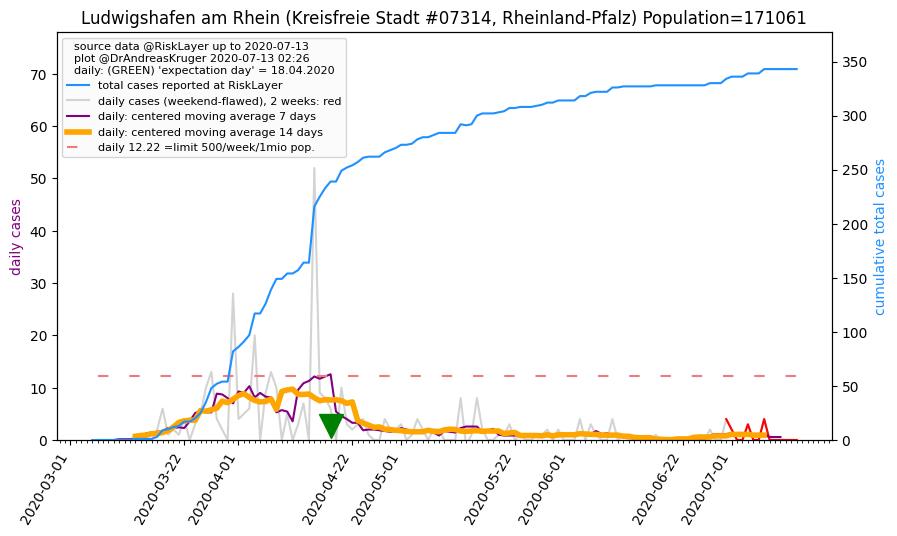 Ludwigshafen am Rhein (Kreisfreie Stadt #07314, Rheinland-Pfalz) Population=171061
source data @RiskLayer up to 2020-07-13
plot @DrAndreasKruger 2020-07-13 02:26
daily: (GREEN) 'expectation day' = 18.04.2020
total cases reported at RiskLayer
daily cases (weekend-flawed), 2 weeks: red
daily: centered moving average 7 days
daily: centered moving average 14 days
daily 12.22 =limit 500/week/1mio pop.
daily cases
70
60
50
40
30
20
10
0
cumulative total cases
350
300
250
200
150
100
50
0
2020-03-01
2020-03-22
2020-04-01
2020-04-22
2020-05-01
2020-05-22
2020-06-01
2020-06-22
2020-07-01